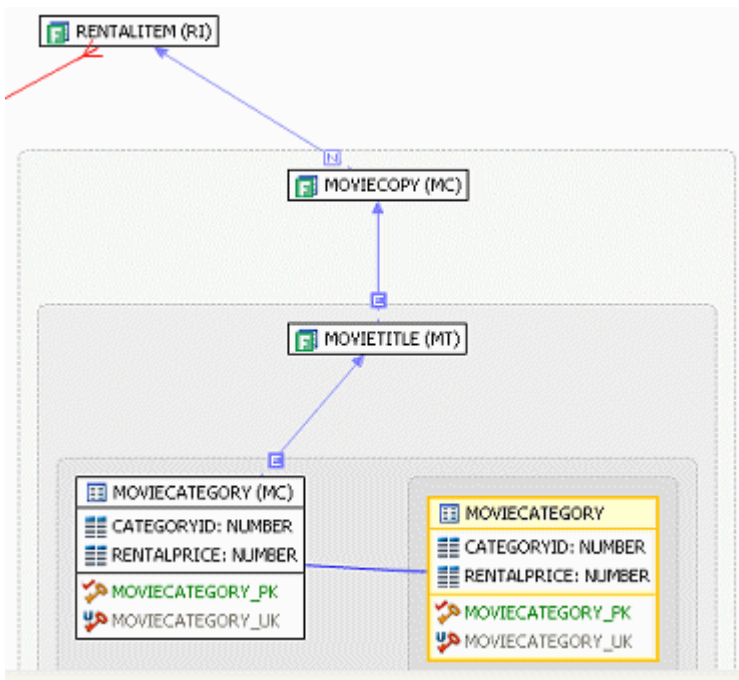 RENTALITEM (RI)
N
MOVIECOPY (MC)
E
MOVIETITLE (MT)
E
MOVIECATEGORY (MC)
CATEGORYID: NUMBER
RENTALPRICE: NUMBER
MOVIECATEGORY_PK
MOVIECATEGORY_UK
MOVIECATEGORY
CATEGORYID: NUMBER
RENTALPRICE: NUMBER
MOVIECATEGORY_PK
MOVIECATEGORY_UK